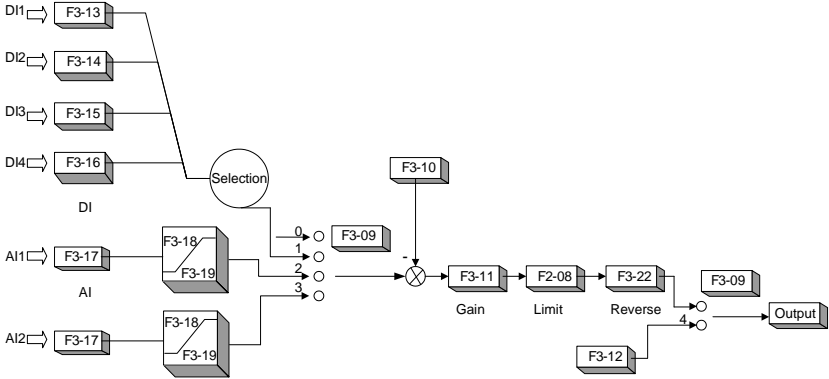 DI1
F3-13
DI2
F3-14
DI3
F3-15
DI4
F3-16
DI
Selection
F3-10
-
0
1
2
3
F3-09
AI1
F3-17
AI
F3-18
F3-19
AI2
F3-17
F3-18
F3-19
F3-11
Gain
F2-08
Limit
F3-22
Reverse
F3-09
4
F3-12
Output